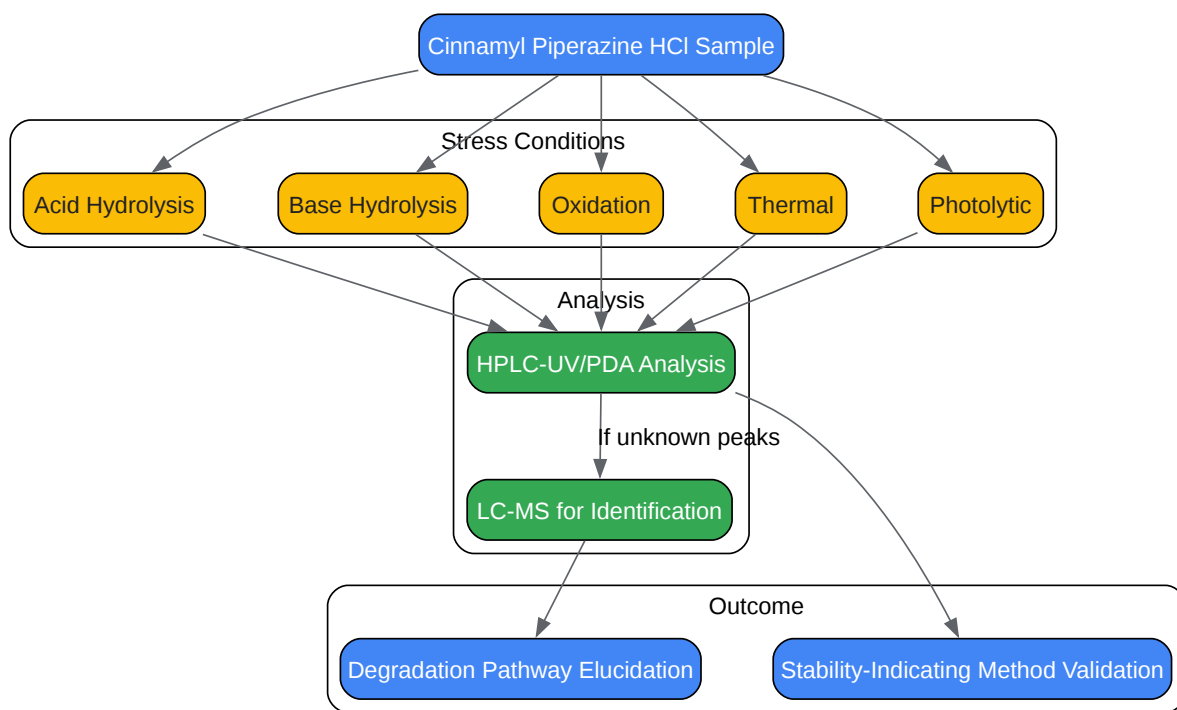 Cinnamyl Piperazine HCl Sample
Stress Conditions
Acid Hydrolysis
Base Hydrolysis
Oxidation
Thermal
Photolytic
Analysis
HPLC-UV/PDA Analysis
If unknown peaks
LC-MS for Identification
Outcome
Degradation Pathway Elucidation
Stability-Indicating Method Validation